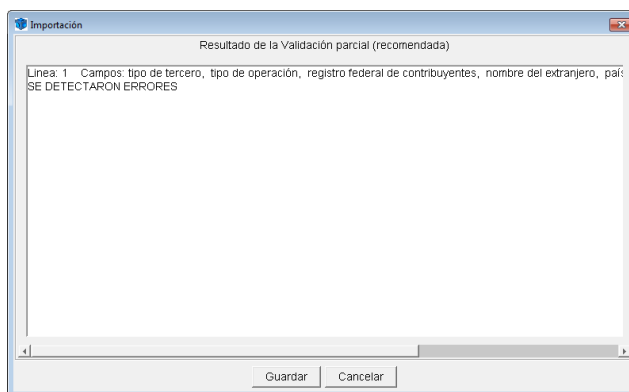 Importación
Resultado de la Validación parcial (recomendada)
Linea: 1 Campos: tipo de tercero, tipo de operación, registro federal de contribuyentes, nombre del extranjero, país
SE DETECTARON ERRORES
Guardar Cancelar